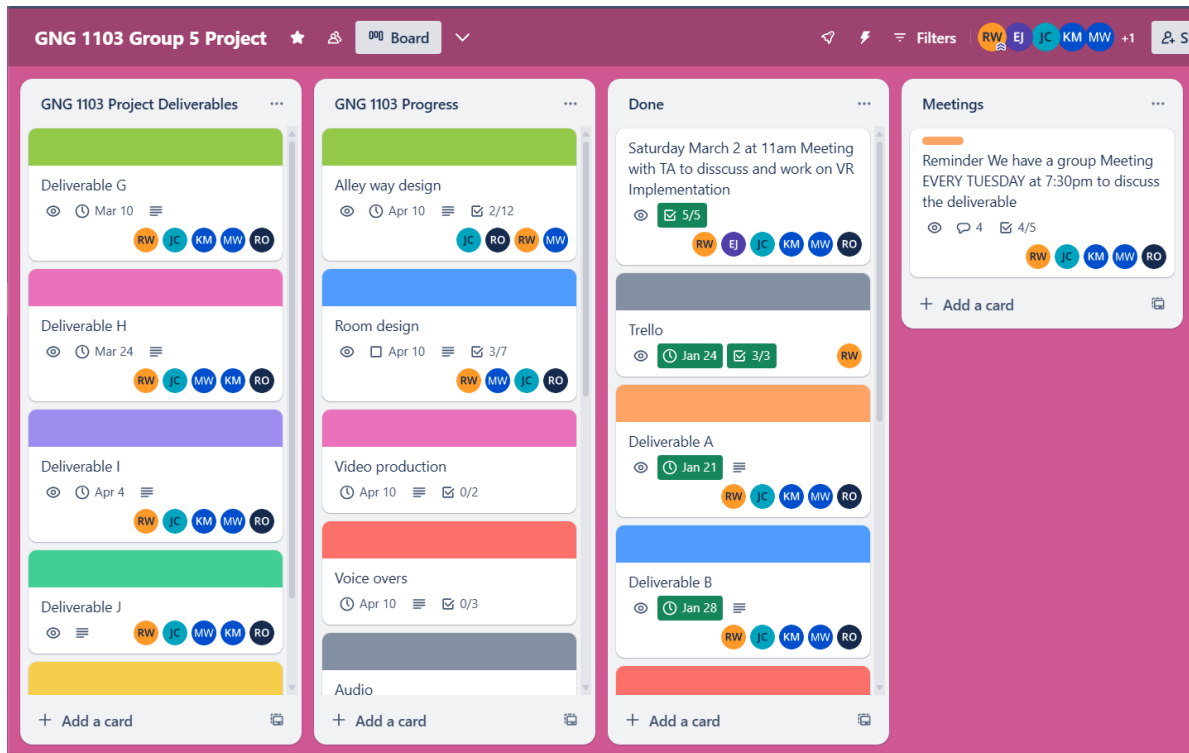 GNG 1103 Group 5 Project
Board
Filters
RW EJ JC KM MW +1
S
GNG 1103 Project Deliverables
Deliverable G
Mar 10
RW JC KM MW RO
Deliverable H
Mar 24
RW JC MW KM RO
Deliverable I
Apr 4
RW JC KM MW RO
Deliverable J
RW JC MW KM RO
+ Add a card
GNG 1103 Progress
Alley way design
Apr 10 2/12
JC RO RW MW
Room design
Apr 10 3/7
RW MW JC RO
Video production
Apr 10 0/2
Voice overs
Apr 10 0/3
Audio
+ Add a card
Done
Saturday March 2 at 11am Meeting
with TA to disscuss and work on VR
Implementation
5/5
RW EJ JC KM MW RO
Trello
Jan 24 3/3 RW
Deliverable A
Jan 21
RW JC KM MW RO
Deliverable B
Jan 28
RW JC KM MW RO
+ Add a card
Meetings
Reminder We have a group Meeting
EVERY TUESDAY at 7:30pm to discuss
the deliverable
4 4/5
RW JC KM MW RO
+ Add a card